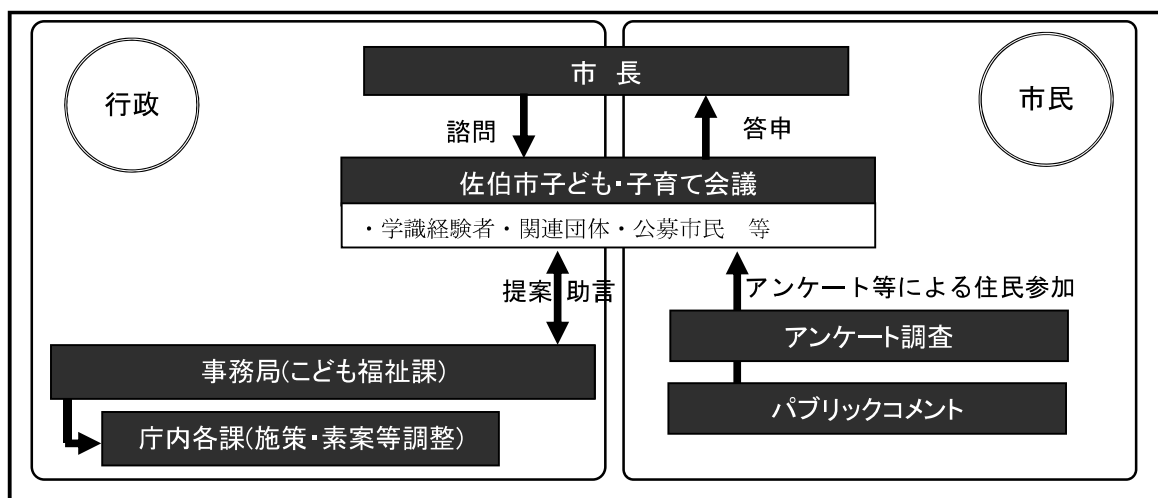 行政
市民
市 長
諮問
答申
佐伯市子ども・子育て会議
・学識経験者・関連団体・公募市民 等
提案 助言
アンケート等による住民参加
アンケート調査
事務局(こども福祉課)
パブリックコメント
庁内各課(施策・素案等調整)